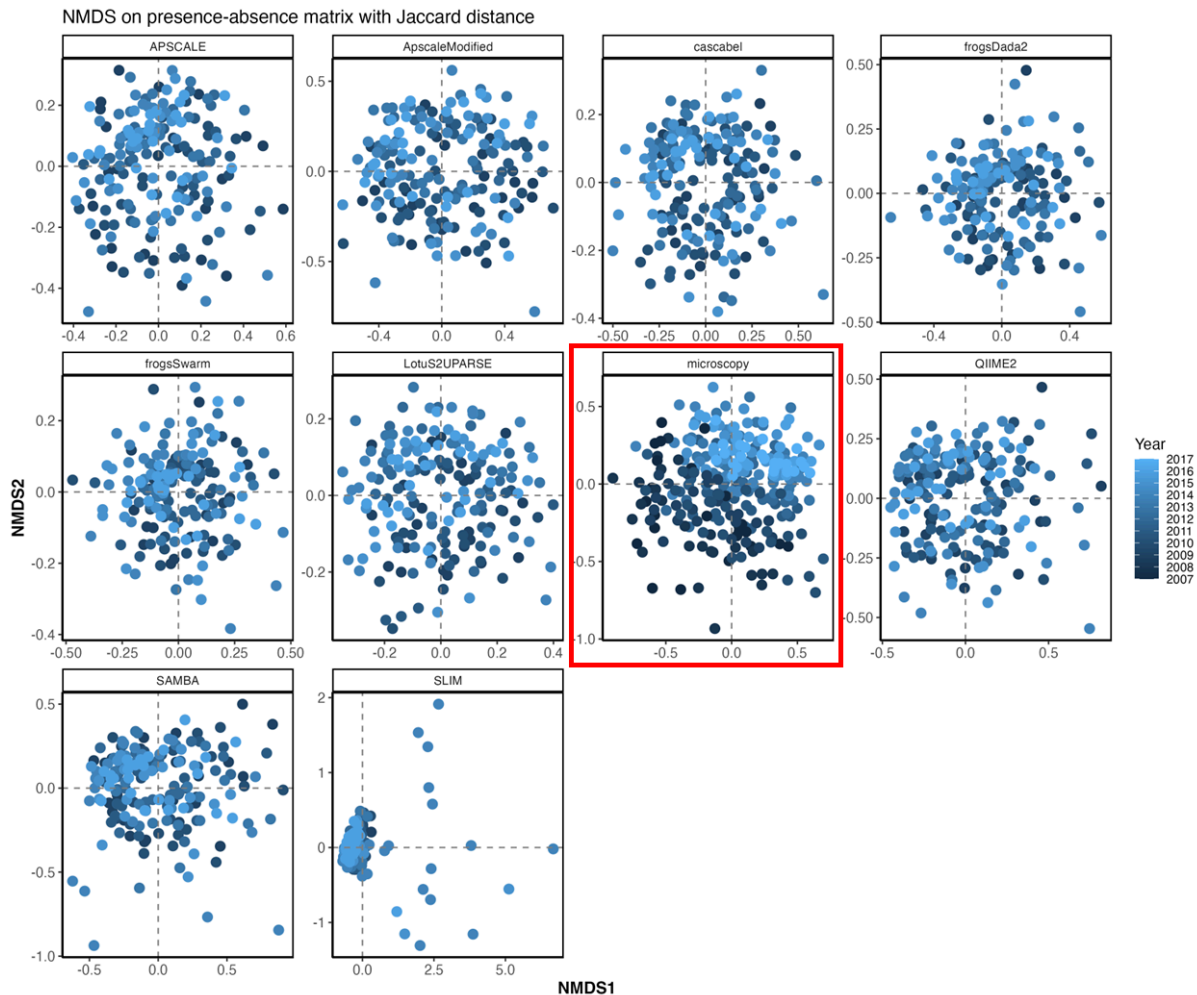 NMDS on presence-absence matrix with Jaccard distance
APSCALE ApscaleModified cascabel frogsDada2
0.2 0.0 -0.2 -0.4
0.5 0.0 -0.5
0.2 0.0 -0.2 -0.4
0.50 0.25 0.00 -0.25 -0.50
-0.4 -0.2 0.0 0.2 0.4 0.6
-0.4 0.0 0.4
-0.50 -0.25 0.00 0.25 0.50
-0.4 0.0 0.4
frogsSwarm LotuS2UPARSE microscopy QIIME2
0.2 0.0 -0.2 -0.4
0.2 0.0 -0.2
0.5 0.0 -0.5 -1.0
0.50 0.25 0.00 -0.25 -0.50
-0.50 -0.25 0.00 0.25 0.50
-0.2 0.0 0.2 0.4
-0.5 0.0 0.5
-0.5 0.0 0.5
SAMBA SLIM
0.5 0.0 -0.5 -1.0
2 1 0 -1
-0.5 0.0 0.5
0.0 2.5 5.0
NMDS1
NMDS2
Year
2017
2016
2015
2014
2013
2012
2011
2010
2009
2008
2007